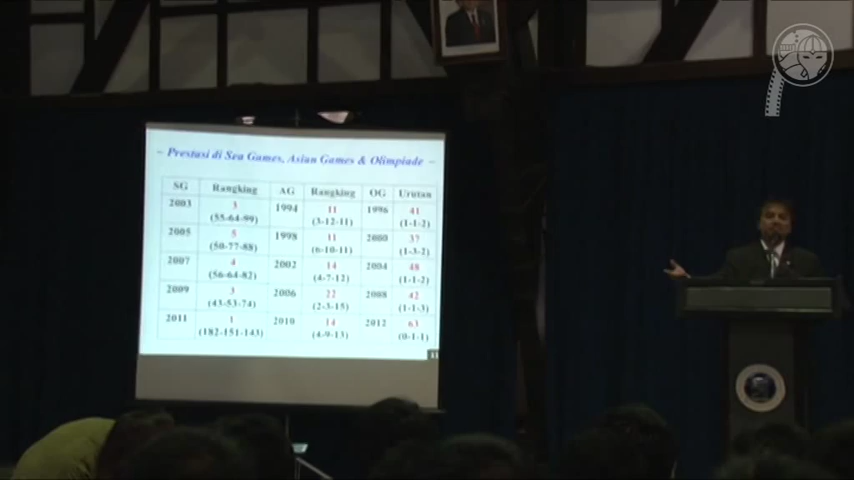 - Prestasi di Sea Games, Asian Games & Olimpiade -
SG Rangking AG Rangking OG Urutan
2003 3 (55-64-99) 1994 11 (3-12-11) 1996 41 (1-1-2)
2005 5 (50-77-88) 1998 11 (6-10-11) 2000 37 (1-3-2)
2007 4 (56-64-82) 2002 14 (4-7-12) 2004 48 (1-1-2)
2009 3 (43-53-74) 2006 22 (2-3-15) 2008 42 (1-1-3)
2011 1 (182-151-143) 2010 14 (4-9-13) 2012 63 (0-1-1)
11